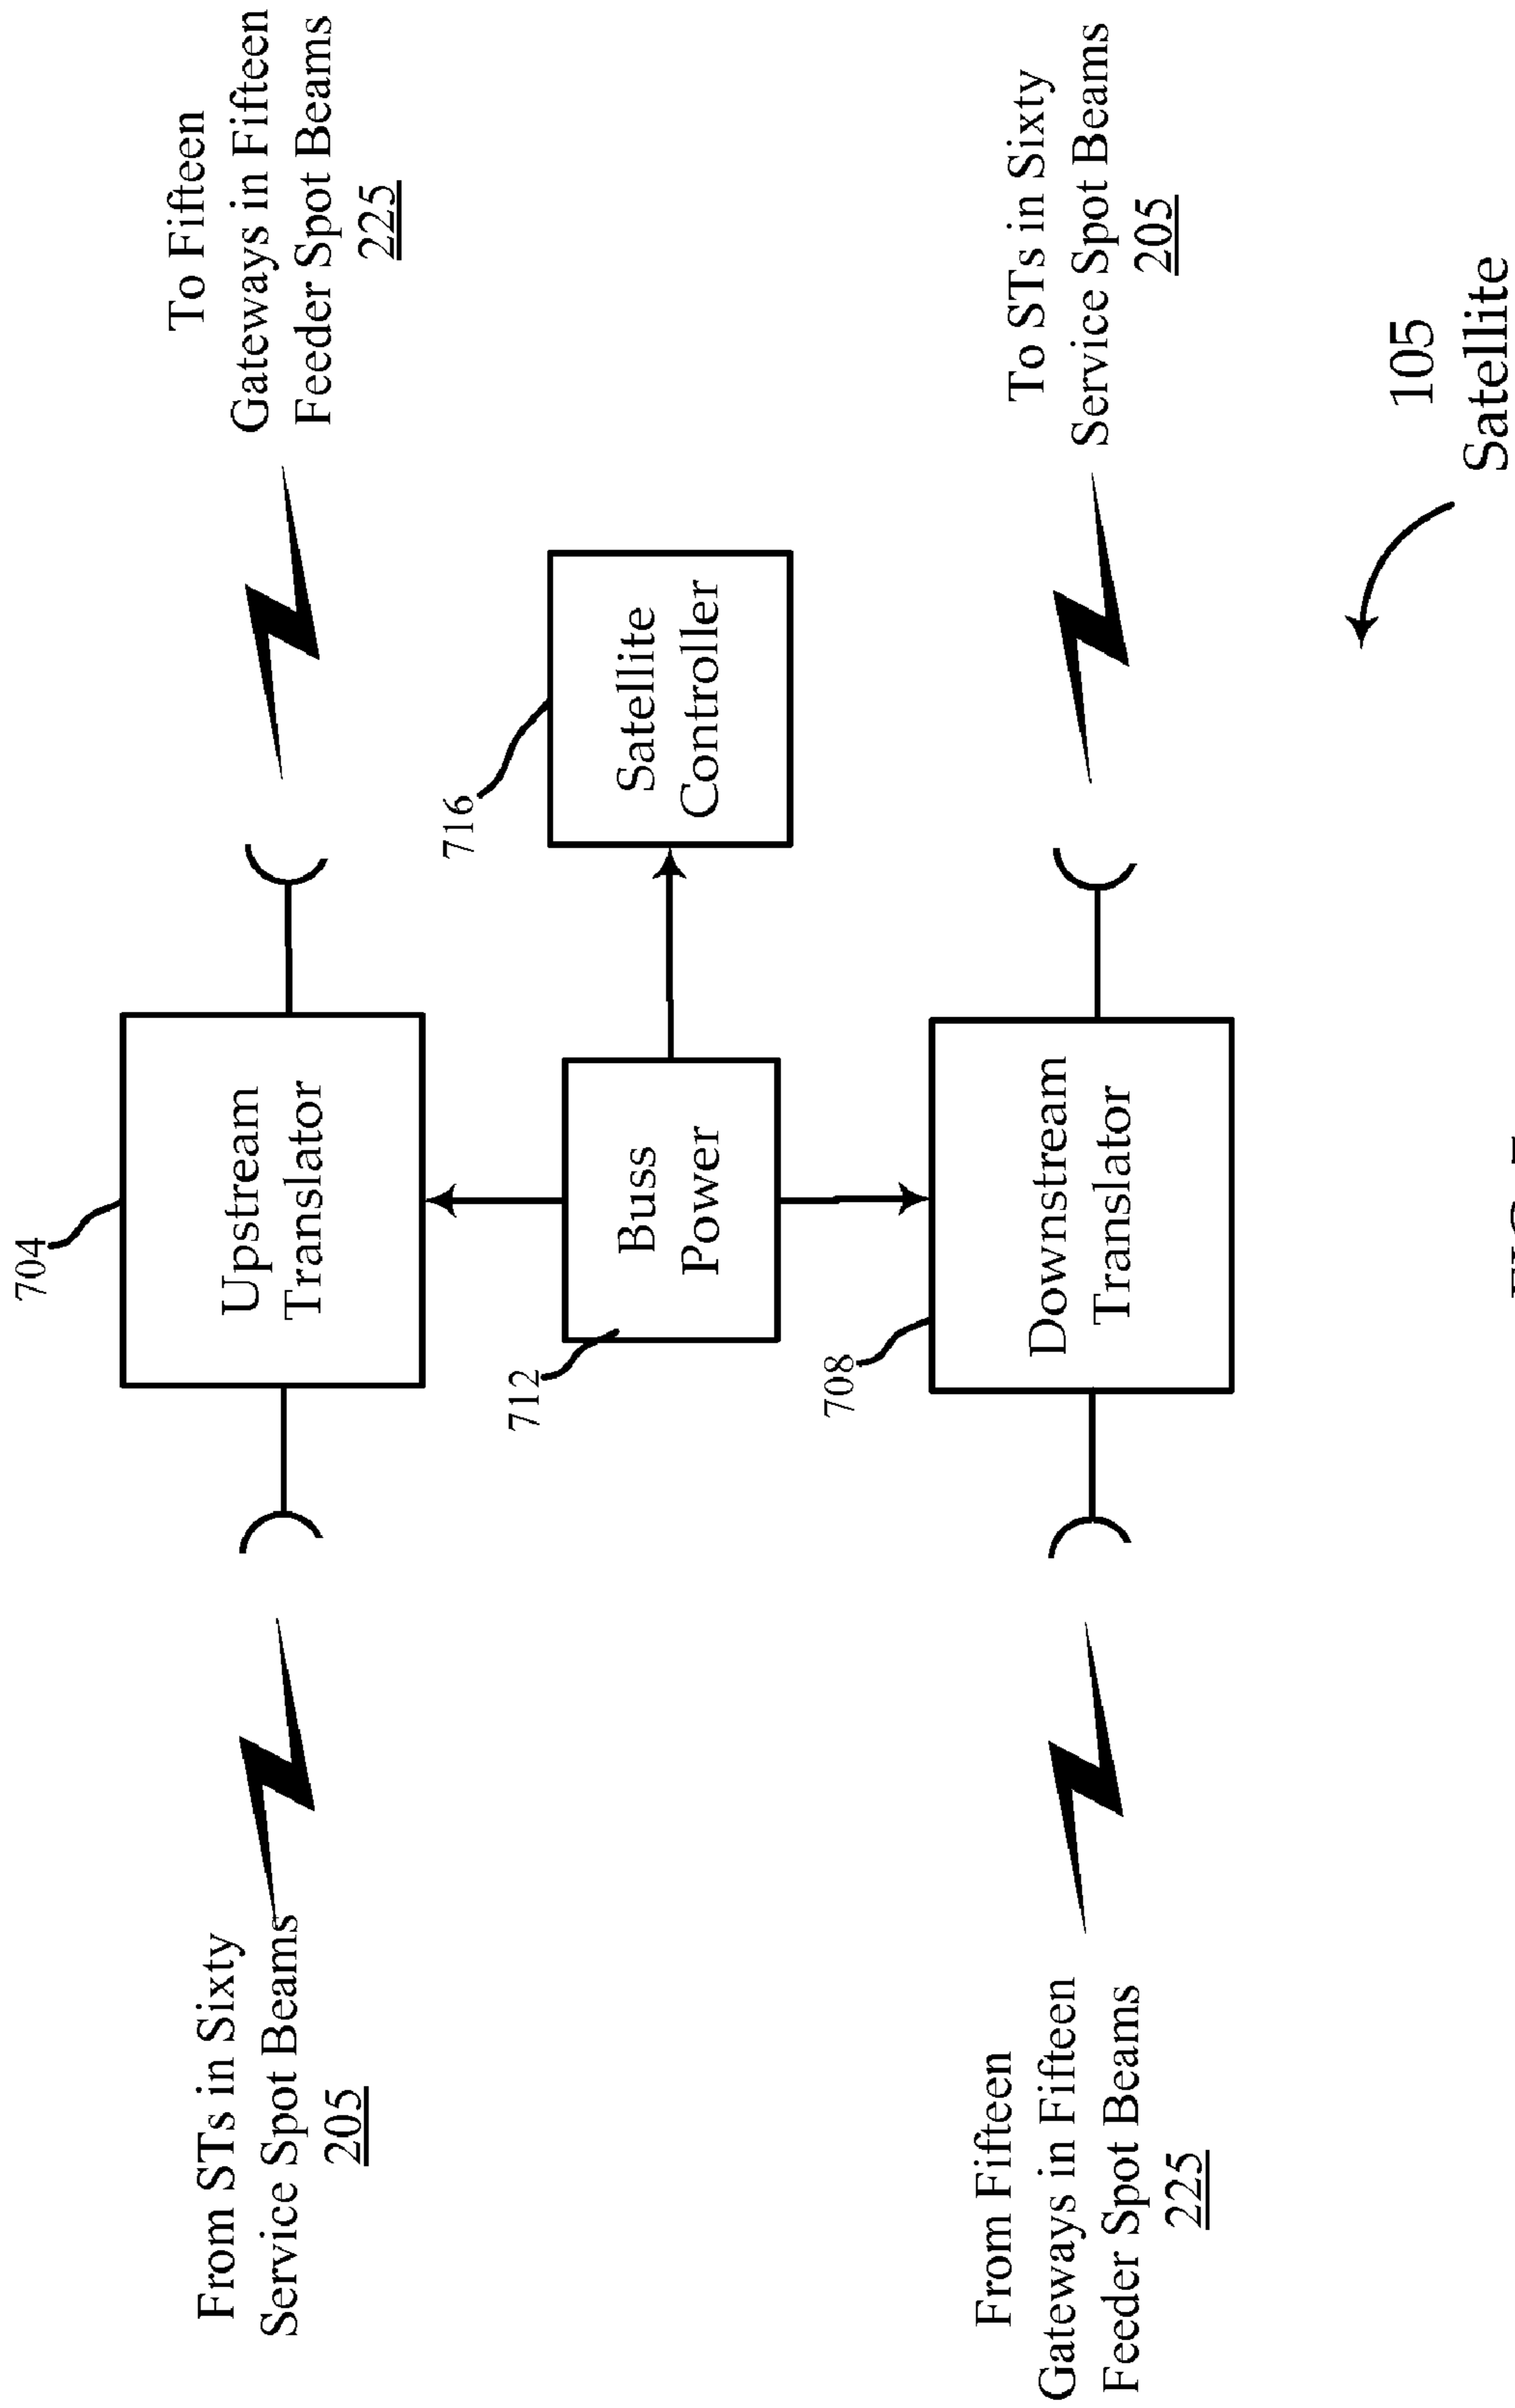 704
From STs in Sixty
Service Spot Beams
205
Upstream
Translator
To Fifteen
Gateways in Fifteen
Feeder Spot Beams
225
712
Buss
Power
716
Satellite
Controller
708
From Fifteen
Gateways in Fifteen
Feeder Spot Beams
225
Downstream
Translator
To STs in Sixty
Service Spot Beams
205
105
Satellite